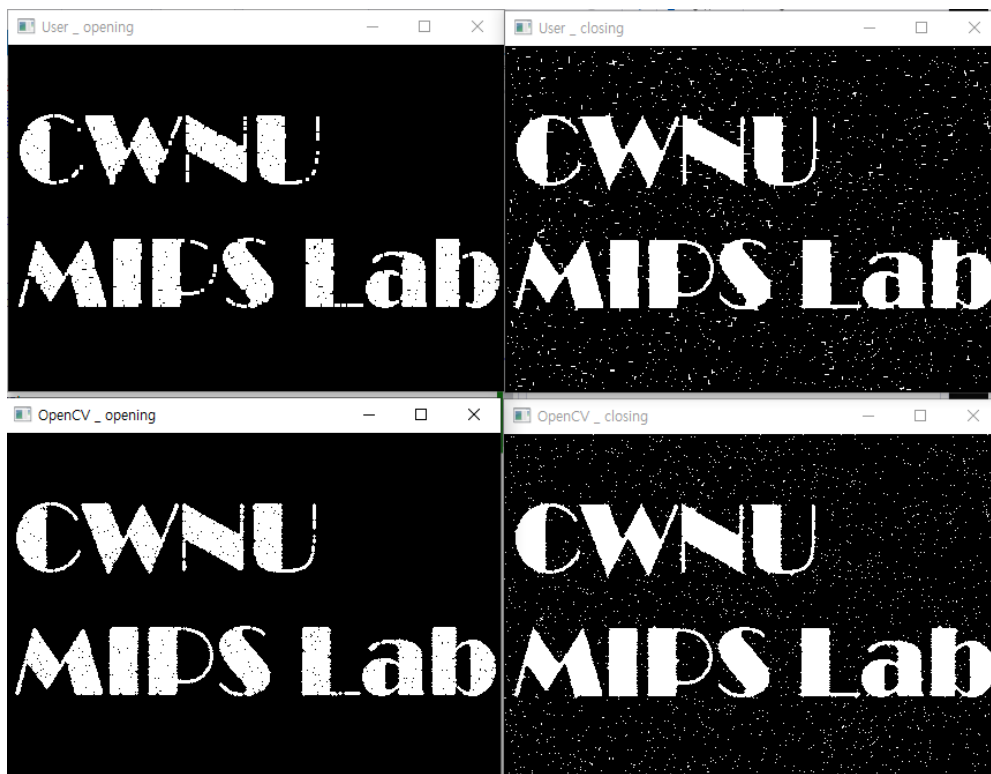 User _ opening
CWNU
MIPS Lab
User _ closing
CWNU
MIPS Lab
OpenCV _ opening
CWNU
MIPS Lab
OpenCV _ closing
CWNU
MIPS Lab